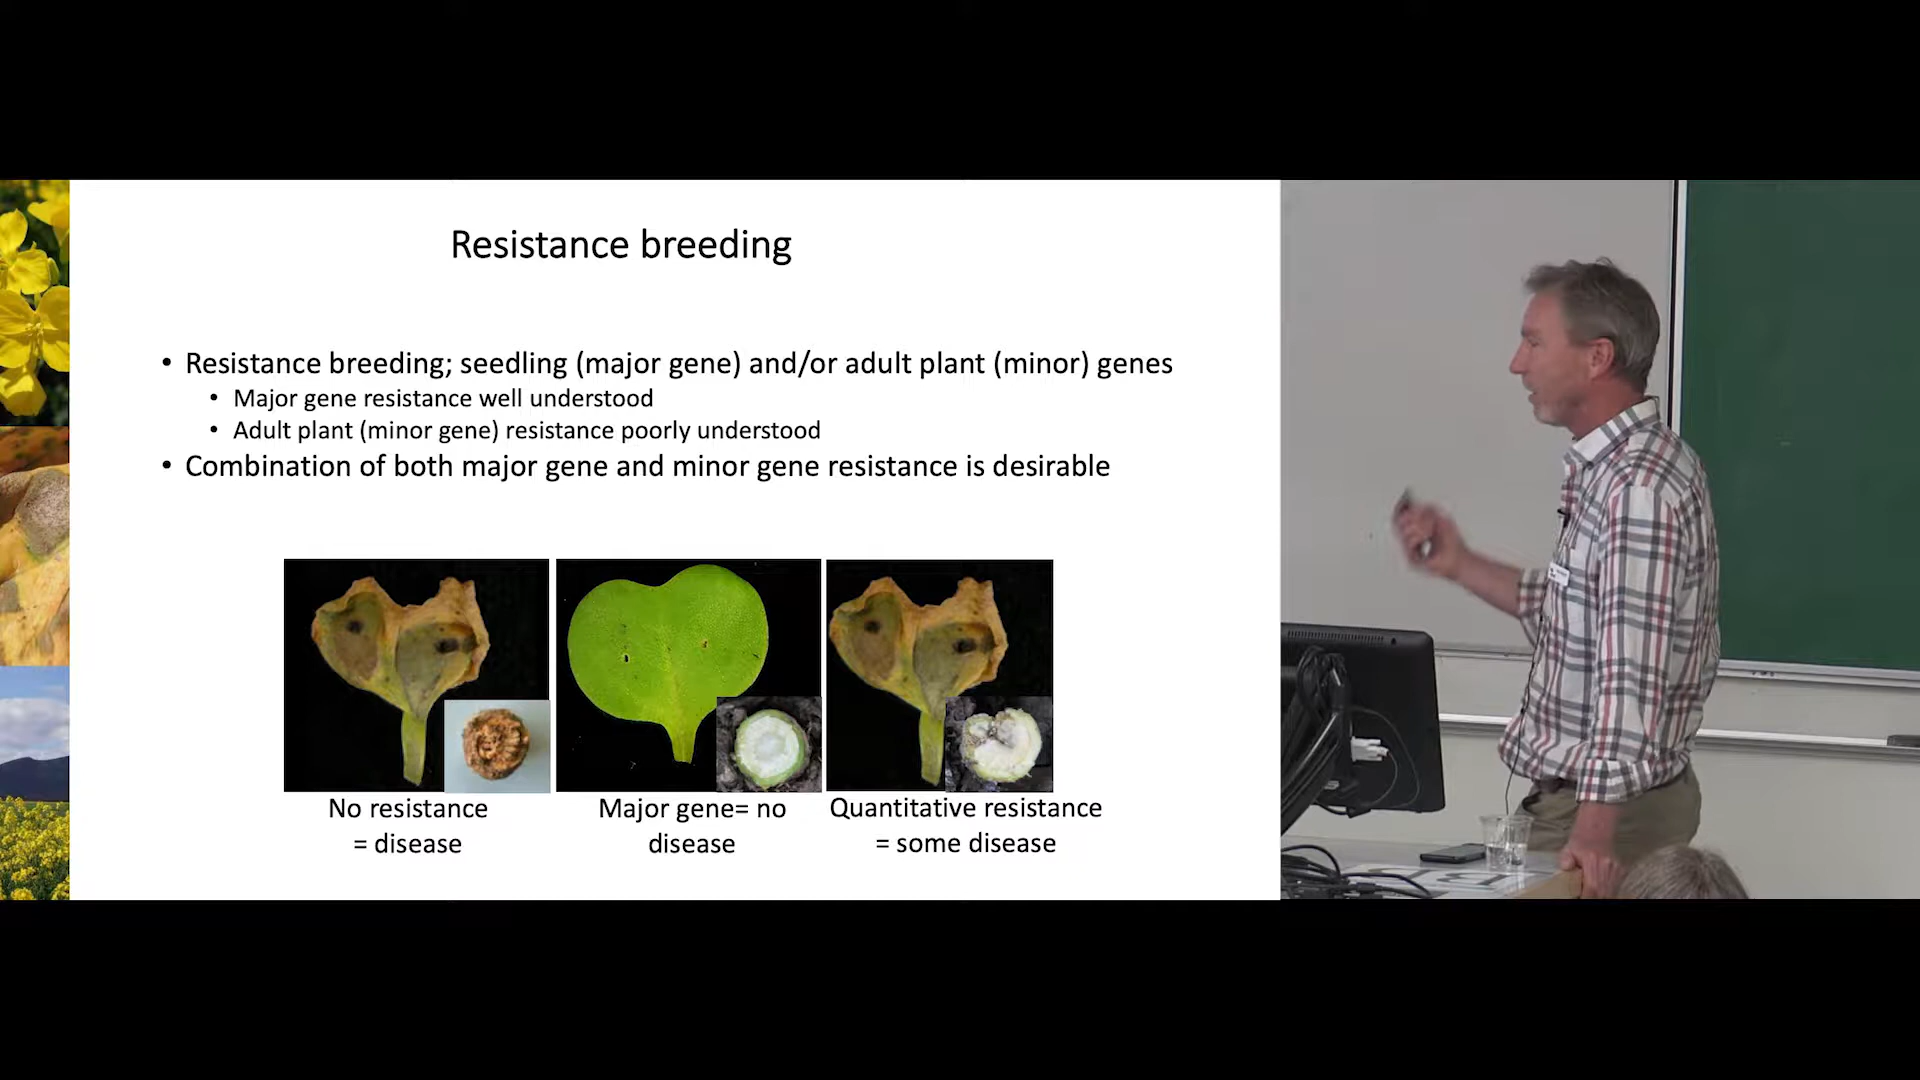 Resistance breeding
• Resistance breeding; seedling (major gene) and/or adult plant (minor) genes
• Major gene resistance well understood
• Adult plant (minor gene) resistance poorly understood
• Combination of both major gene and minor gene resistance is desirable
No resistance
= disease
Major gene= no
disease
Quantitative resistance
= some disease